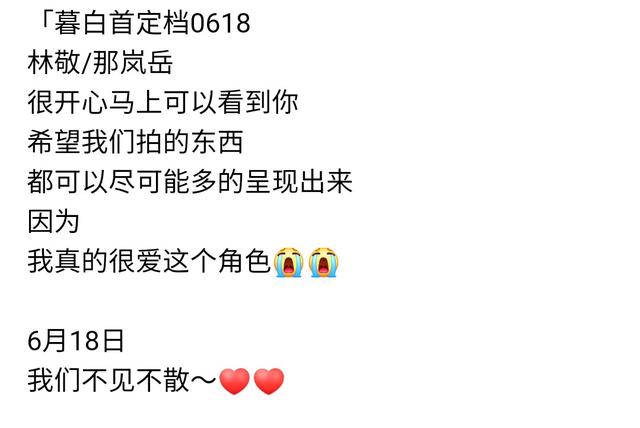 「暮白首定档0618
林敬/那岚岳
很开心马上可以看到你
希望我们拍的东西
都可以尽可能多的呈现出来
因为
我真的很爱这个角色😭😭
6月18日
我们不见不散～❤️❤️